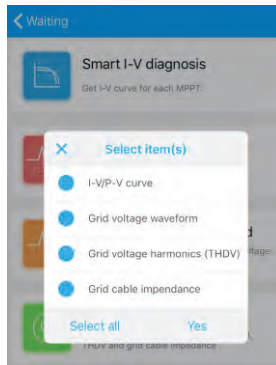 Waiting
Smart I-V diagnosis
Get I-V curve for each MPPT.
Select item(s)
I-V/P-V curve
Grid voltage waveform
Grid voltage harmonics (THDV)
d
ltage
Grid cable impendance
Select all Yes
THDV and grid cable impedance .